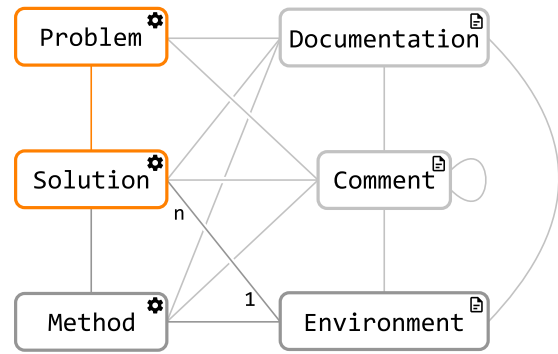 Problem
Documentation
Solution
Comment
n
1
Method
Environment